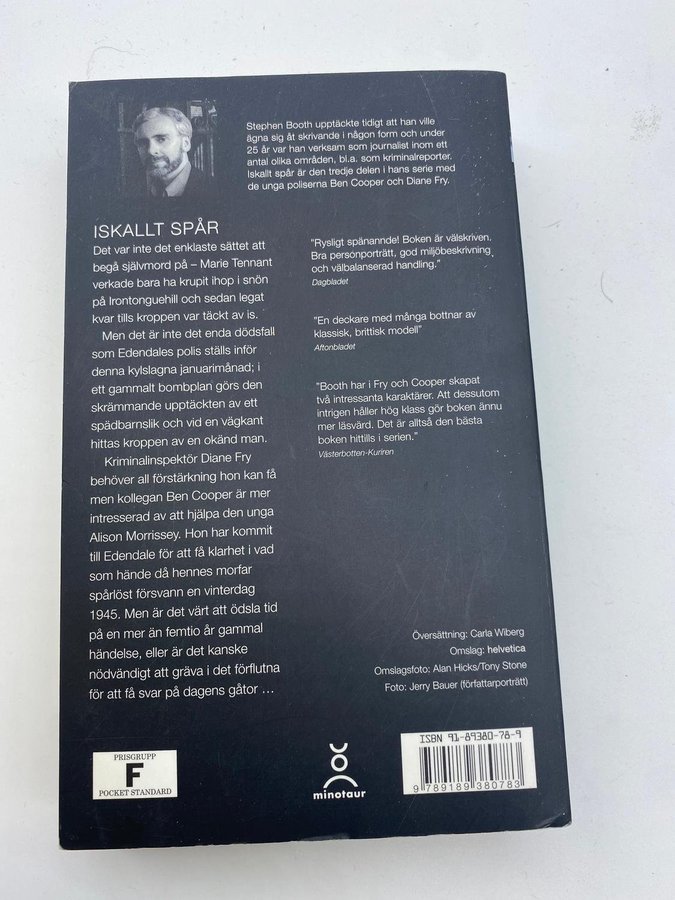 Stephen Booth upptäckte tidigt att han ville
ägna sig åt skrivande i någon form och under
25 år var han verksam som journalist inom ett
antal olika områden, bl.a. som kriminalreporter.
Iskallt spår är den tredje delen i hans serie med
de unga poliserna Ben Cooper och Diane Fry.
ISKALLT SPÅR
Det var inte det enklaste sättet att
begå självmord på – Marie Tennant
verkade bara ha krupit ihop i snön
på Irontonguehill och sedan legat
kvar tills kroppen var täckt av is.
Men det är inte det enda dödsfall
som Edendales polis ställs inför
denna kylslagna januarimånad; i
ett gammalt bombplan görs den
skrämmande upptäckten av ett
spädbarnslik och vid en vägkant
hittas kroppen av en okänd man.
Kriminalinspektör Diane Fry
behöver all förstärkning hon kan få
men kollegan Ben Cooper är mer
intresserad av att hjälpa den unga
Alison Morrissey. Hon har kommit
till Edendale för att få klarhet i vad
som hände då hennes morfar
spårlöst försvann en vinterdag
1945. Men är det värt att ödsla tid
på en mer än femtio år gammal
händelse, eller är det kanske
nödvändigt att gräva i det förflutna
för att få svar på dagens gåtor ...
"Rysligt spänannde! Boken är välskriven.
Bra personporträtt, god miljöbeskrivning
och välbalanserad handling."
Dagbladet
"En deckare med många bottnar av
klassisk, brittisk modell"
Aftonbladet
"Booth har i Fry och Cooper skapat
två intressanta karaktärer. Att dessutom
intrigen håller hög klass gör boken ännu
mer läsvärd. Det är alltså den bästa
boken hittills i serien."
Västerbotten-Kuriren
Översättning: Carla Wiberg
Omslag: helvetica
Omslagsfoto: Alan Hicks/Tony Stone
Foto: Jerry Bauer (författarporträtt)
PRISGRUPP
F
POCKET STANDARD
minotaur
ISBN 91-89380-78-9
9 789189 380783